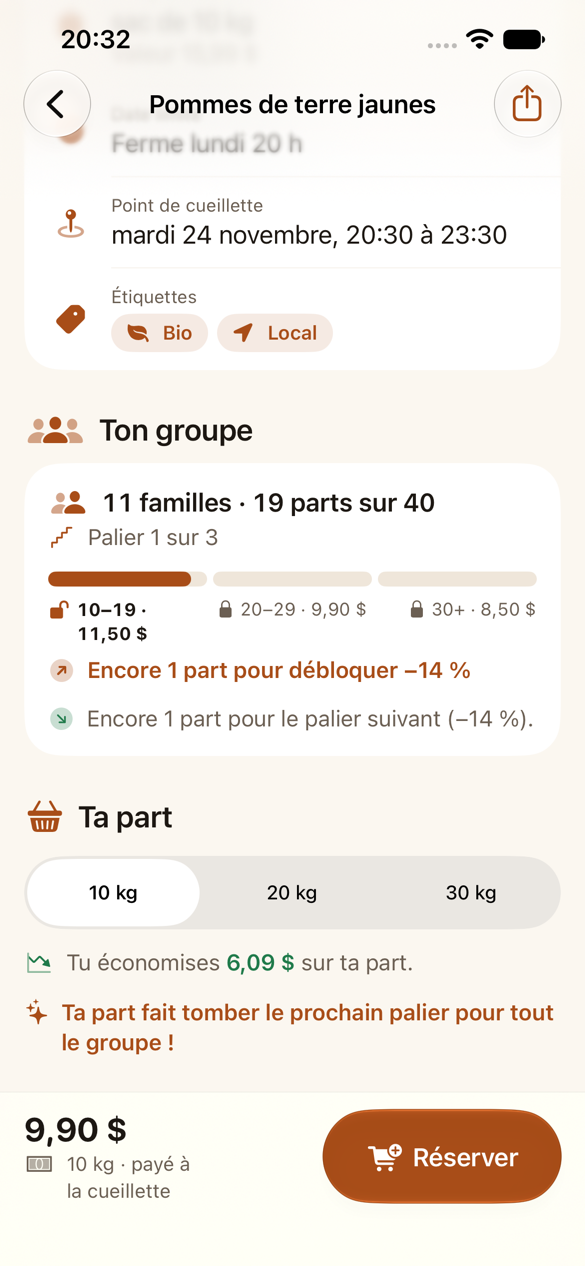 20:32
Pommes de terre jaunes
Ferme lundi 20 h
Point de cueillette
mardi 24 novembre, 20:30 à 23:30
Étiquettes
Bio
Local
Ton groupe
11 familles · 19 parts sur 40
Palier 1 sur 3
10–19 ·
11,50 $
20–29 · 9,90 $
30+ · 8,50 $
Encore 1 part pour débloquer −14 %
Encore 1 part pour le palier suivant (−14 %).
Ta part
10 kg
20 kg
30 kg
Tu économises 6,09 $ sur ta part.
Ta part fait tomber le prochain palier pour tout
le groupe !
9,90 $
10 kg · payé à
la cueillette
Réserver